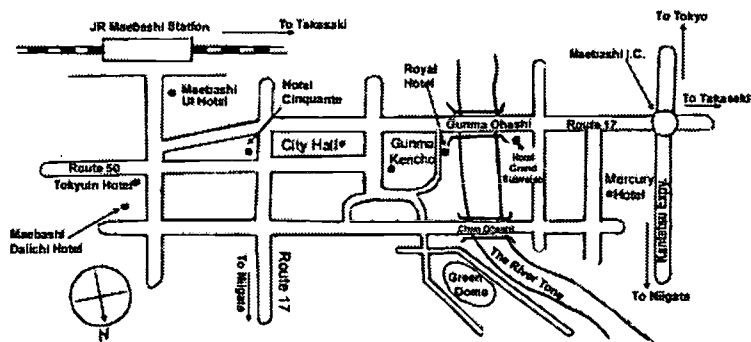 JR Maebashi Station
To Takasaki
To Tokyo
Maebashi I.C.
To Takasaki
Maebashi
Hotel
Hotel
Cinquante
Royal
Hotel
Gunma Ohashi
Route 17
City Hall
Gunma
Kencho
Hotel Grand
Route 50
Tokyuin Hotel
Mercury
Hotel
Maebashi
Daiichi Hotel
Ohashi
Kanetsu Expy.
The River Tone
Green
Dome
To Niigata
Route 17
To Niigata
N